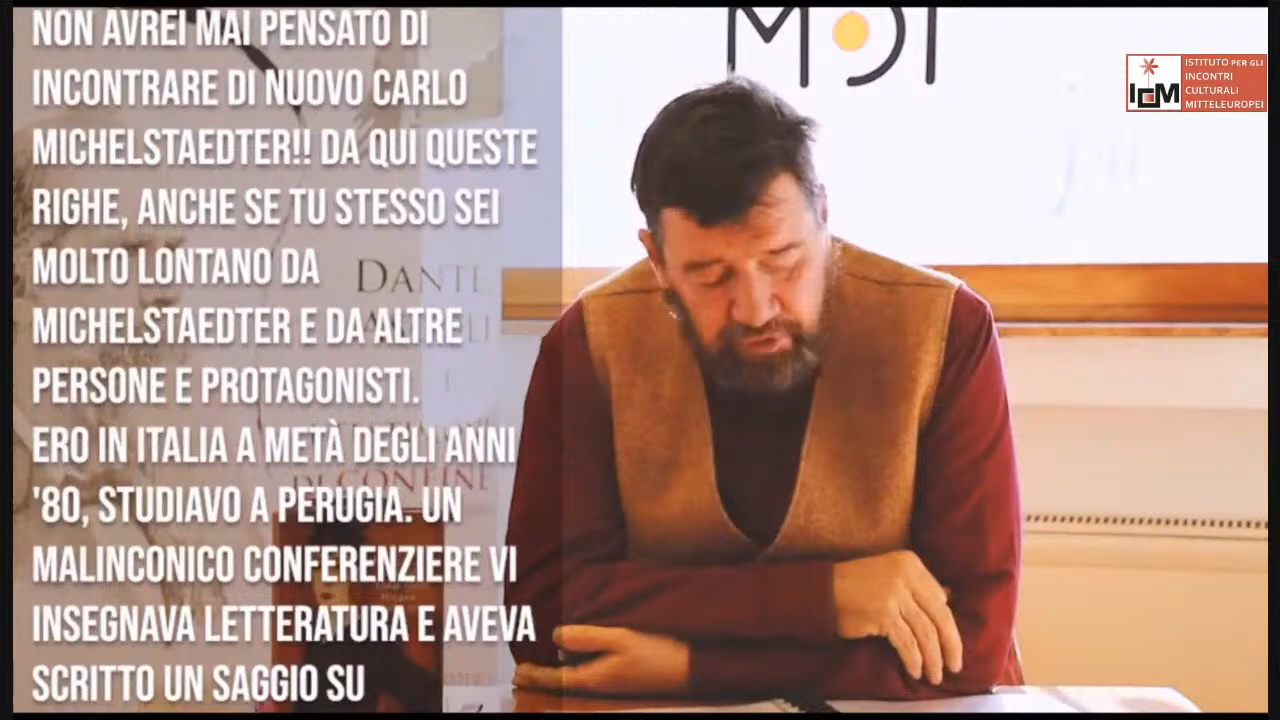 NON AVREI MAI PENSATO DI
INCONTRARE DI NUOVO CARLO
MICHELSTAEDTER!! DA QUI QUESTE
RIGHE, ANCHE SE TU STESSO SEI
MOLTO LONTANO DA
MICHELSTAEDTER E DA ALTRE
PERSONE E PROTAGONISTI.
ERO IN ITALIA A METÀ DEGLI ANNI
'80, STUDIAVO A PERUGIA. UN
MALINCONICO CONFERENZIERE VI
INSEGNAVA LETTERATURA E AVEVA
SCRITTO UN SAGGIO SU
DANTE
DI CONFINE
ICM
ISTITUTO PER GLI
INCONTRI
CULTURALI
MITTELEUROPEI